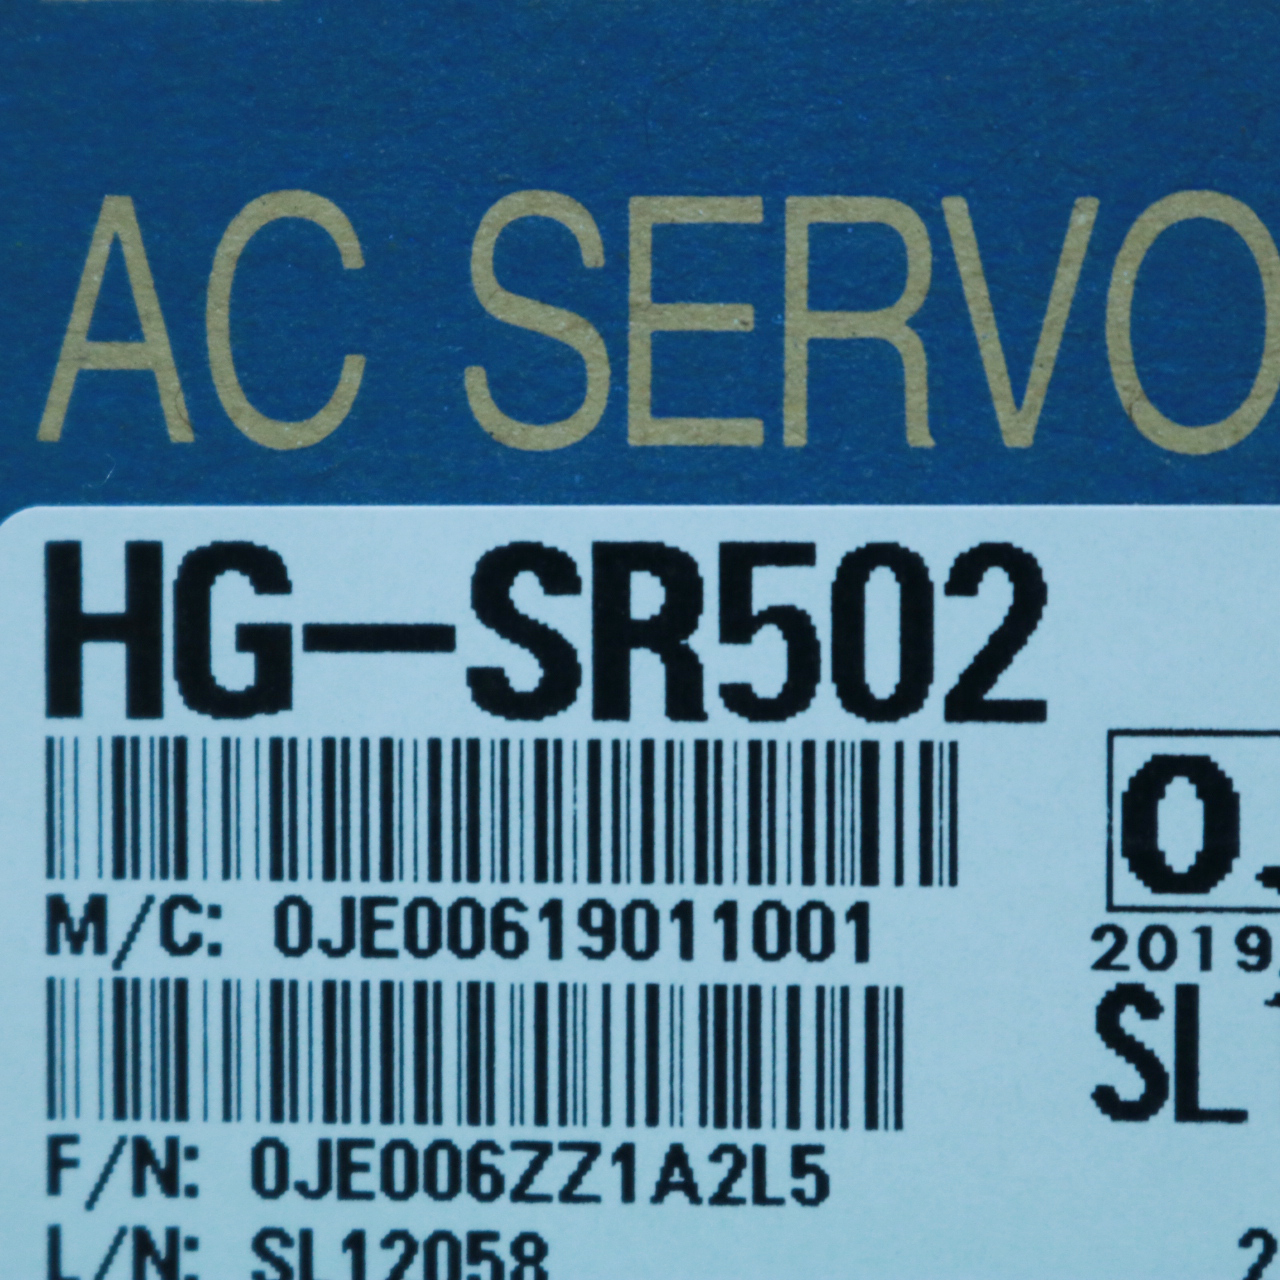 AC SERVO
HG-SR502
M/C: 0JE00619011001
2019
SL
F/N: 0JE006ZZ1A2L5
L/N: SL12058